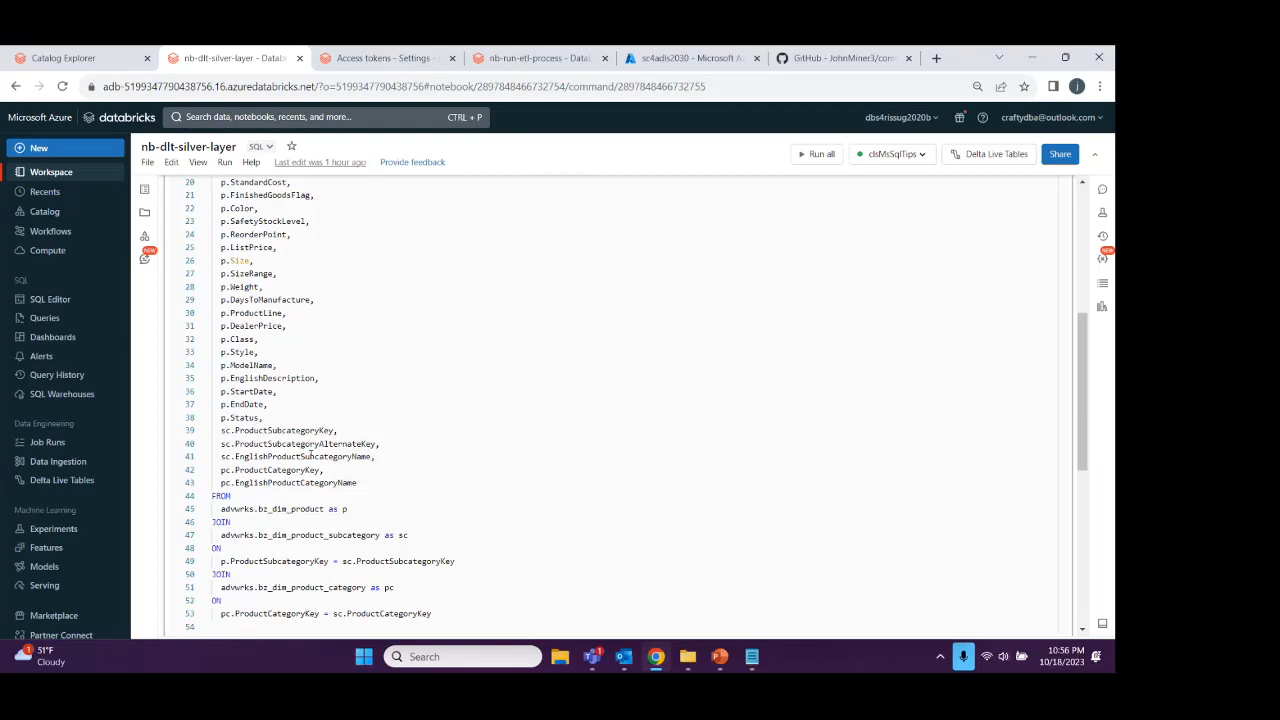 Catalog Explorer
nb-dlt-silver-layer - Databr
Access tokens - Settings -
nb-run-etl-process - Data
sc4adls2030 - Microsoft A
GitHub - JohnMiner3/com
adb-5199347790438756.16.azuredatabricks.net/?o=5199347790438756#notebook/2897848466732754/command/2897848466732755
Microsoft Azure
databricks
Search data, notebooks, recents, and more...
CTRL + P
dbs4rissug2020b
craftydba@outlook.com
New
Workspace
Recents
Catalog
Workflows
Compute
SQL
SQL Editor
Queries
Dashboards
Alerts
Query History
SQL Warehouses
Data Engineering
Job Runs
Data Ingestion
Delta Live Tables
Machine Learning
Experiments
Features
Models
Serving
Marketplace
Partner Connect
nb-dlt-silver-layer
SQL
File Edit View Run Help Last edit was 1 hour ago Provide feedback
Run all
clsMsSqlTips
Delta Live Tables
Share
NEW
NEW
20 p.StandardCost,
21 p.FinishedGoodsFlag,
22 p.Color,
23 p.SafetyStockLevel,
24 p.ReorderPoint,
25 p.ListPrice,
26 p.Size,
27 p.SizeRange,
28 p.Weight,
29 p.DaysToManufacture,
30 p.ProductLine,
31 p.DealerPrice,
32 p.Class,
33 p.Style,
34 p.ModelName,
35 p.EnglishDescription,
36 p.StartDate,
37 p.EndDate,
38 p.Status,
39 sc.ProductSubcategoryKey,
40 sc.ProductSubcategoryAlternateKey,
41 sc.EnglishProductSubcategoryName,
42 pc.ProductCategoryKey,
43 pc.EnglishProductCategoryName
44 FROM
45 advwrks.bz_dim_product as p
46 JOIN
47 advwrks.bz_dim_product_subcategory as sc
48 ON
49 p.ProductSubcategoryKey = sc.ProductSubcategoryKey
50 JOIN
51 advwrks.bz_dim_product_category as pc
52 ON
53 pc.ProductCategoryKey = sc.ProductCategoryKey
54
1
51°F
Cloudy
Search
1
10:56 PM
10/18/2023